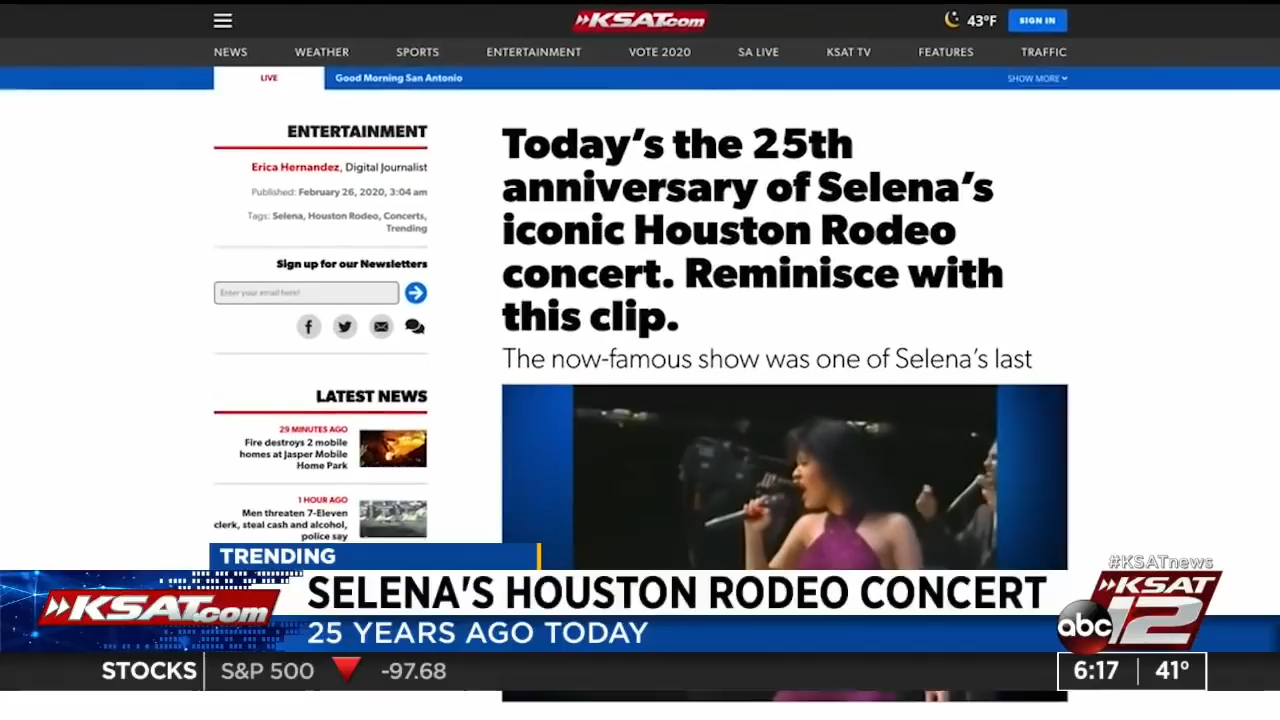 KSAT.com
43°F
SIGN IN
NEWS WEATHER SPORTS ENTERTAINMENT VOTE 2020 SA LIVE KSAT TV FEATURES TRAFFIC
LIVE
Good Morning San Antonio
SHOW MORE
ENTERTAINMENT
Erica Hernandez, Digital Journalist
Published: February 26, 2020, 3:04 am
Tags: Selena, Houston Rodeo, Concerts,
Trending
Sign up for our Newsletters
Enter your email here!
LATEST NEWS
29 MINUTES AGO
Fire destroys 2 mobile
homes at Jasper Mobile
Home Park
1 HOUR AGO
Men threaten 7-Eleven
clerk, steal cash and alcohol,
police say
Today's the 25th
anniversary of Selena's
iconic Houston Rodeo
concert. Reminisce with
this clip.
The now-famous show was one of Selena's last
TRENDING
KSAT.com
SELENA'S HOUSTON RODEO CONCERT
25 YEARS AGO TODAY
#KSATnews
KSAT
abc 12
STOCKS S&P 500 -97.68
6:17 41°